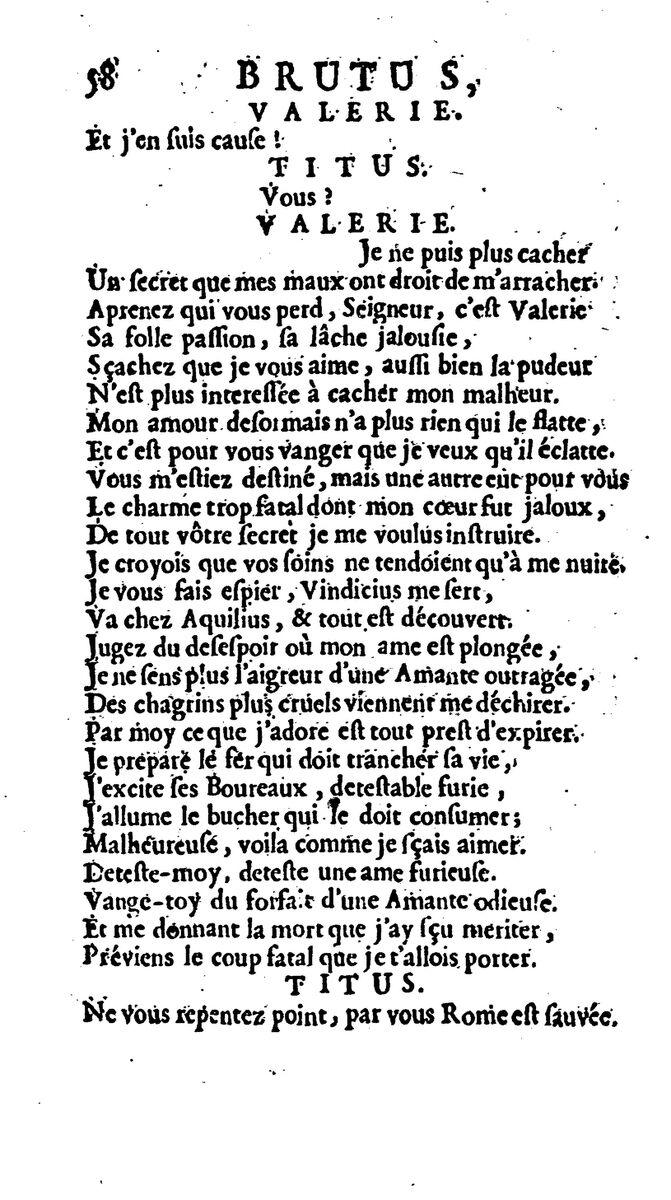 58 BRUTUS,
VALERIE.
Et j'en ſuis cauſe !
TITUS.
Vous ?
VALERIE.
Je ne puis plus cacher
Un ſecret que mes maux ont droit de m'arracher.
Aprenez qui vous perd, Seigneur, c'eſt Valerie
Sa folle paſſion, ſa lâche jalouſie,
Sçachez que je vous aime, auſſi bien la pudeur
N'eſt plus intereſſée à cacher mon malheur.
Mon amour deſormais n'a plus rien qui le flatte,
Et c'eſt pour vous vanger que je veux qu'il éclatte.
Vous m'eſtiez deſtiné, mais une autre eut pour vous
Le charme trop fatal dont mon cœur fut jaloux,
De tout vôtre ſecret je me voulus inſtruire.
Je croyois que vos ſoins ne tendoient qu'à me nuire.
Je vous fais eſpier, Vindicius me ſert,
Va chez Aquilius, & tout eſt découvert.
Jugez du deſeſpoir où mon ame eſt plongée,
Je ne ſens plus l'aigreur d'une Amante outragée,
Des chagrins plus cruels viennent me déchirer.
Par moy ce que j'adore eſt tout preſt d'expirer.
Je prépare le fer qui doit trancher ſa vie,
J'excite ſes Boureaux, deteſtable furie,
J'allume le bucher qui le doit conſumer;
Malheureuſe, voila comme je ſçais aimer.
Deteſte-moy, deteſte une ame furieuſe.
Vange-toy du forfait d'une Amante odieuſe.
Et me donnant la mort que j'ay ſçu meriter,
Préviens le coup fatal que je t'allois porter.
TITUS.
Ne vous repentez point, par vous Rome eſt ſauvée.